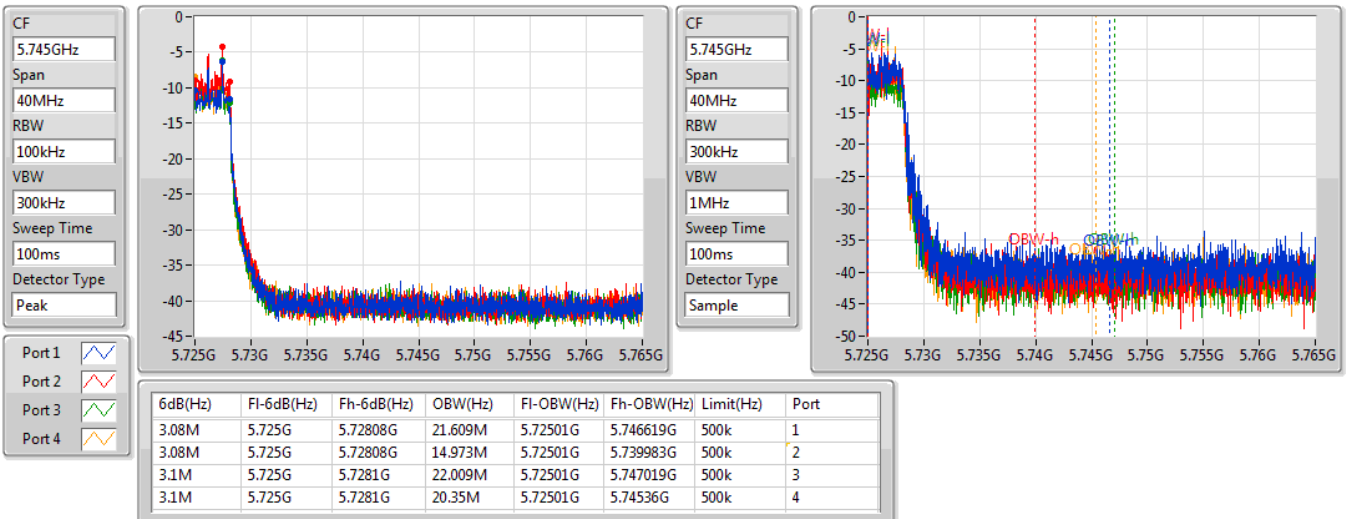 CF
5.745GHz
Span
40MHz
RBW
100kHz
VBW
300kHz
Sweep Time
100ms
Detector Type
Peak
0
-5
-10
-15
-20
-25
-30
-35
-40
-45
5.725G 5.73G 5.735G 5.74G 5.745G 5.75G 5.755G 5.76G 5.765G
CF
5.745GHz
Span
40MHz
RBW
300kHz
VBW
1MHz
Sweep Time
100ms
Detector Type
Sample
0
-5
-10
-15
-20
-25
-30
-35
-40
-45
-50
OBW-h
5.725G 5.73G 5.735G 5.74G 5.745G 5.75G 5.755G 5.76G 5.765G
Port 1
Port 2
Port 3
Port 4
6dB(Hz) Fl-6dB(Hz) Fh-6dB(Hz) OBW(Hz) Fl-OBW(Hz) Fh-OBW(Hz) Limit(Hz) Port
3.08M 5.725G 5.72808G 21.609M 5.72501G 5.746619G 500k 1
3.08M 5.725G 5.72808G 14.973M 5.72501G 5.739983G 500k 2
3.1M 5.725G 5.7281G 22.009M 5.72501G 5.747019G 500k 3
3.1M 5.725G 5.7281G 20.35M 5.72501G 5.74536G 500k 4